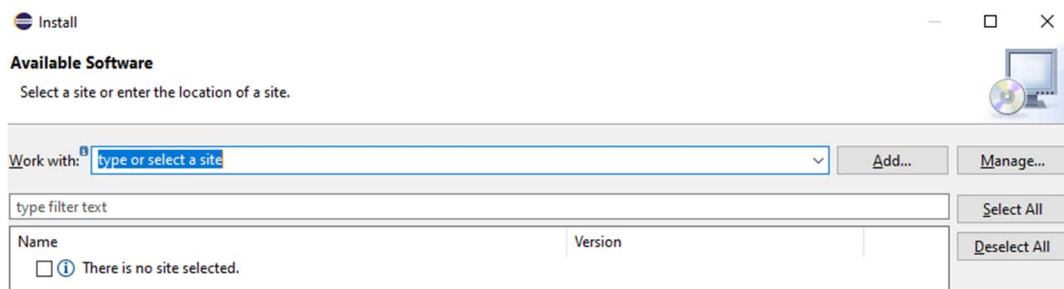 Install
Available Software
Select a site or enter the location of a site.
Work with: type or select a site Add... Manage...
type filter text Select All
Name Version Deselect All
There is no site selected.